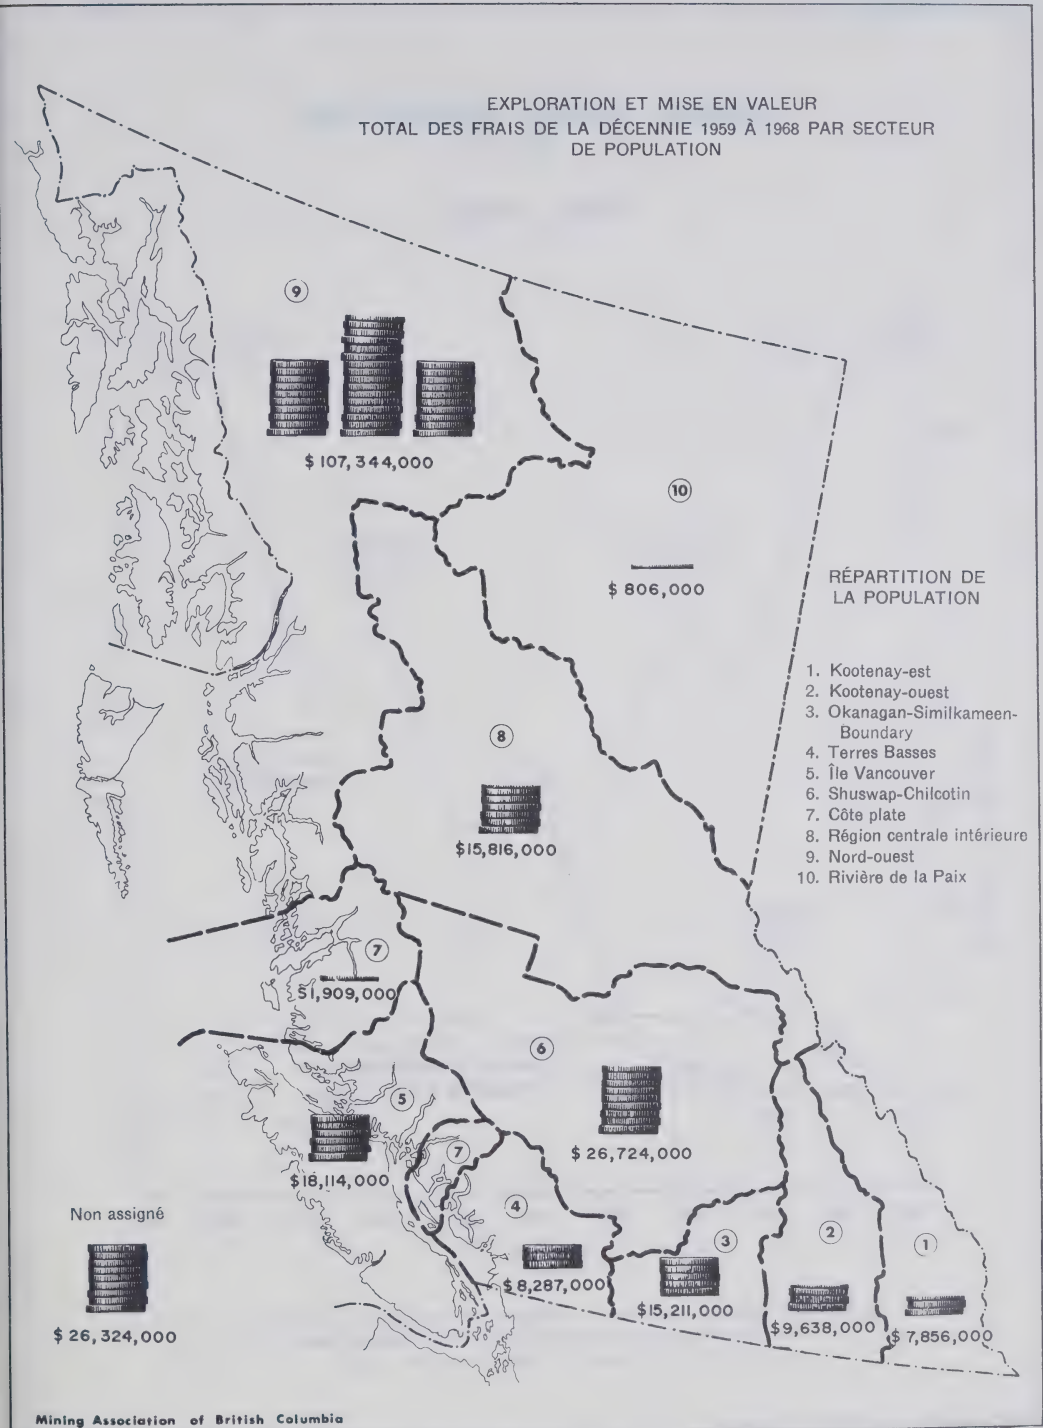 EXPLORATION ET MISE EN VALEUR
TOTAL DES FRAIS DE LA DÉCENNIE 1959 À 1968 PAR SECTEUR
DE POPULATION
9
$ 107,344,000
10
$ 806,000
RÉPARTITION DE
LA POPULATION
1. Kootenay-est
2. Kootenay-ouest
3. Okanagan-Similkameen-
Boundary
4. Terres Basses
5. Île Vancouver
6. Shuswap-Chilcotin
7. Côte plate
8. Région centrale intérieure
9. Nord-ouest
10. Rivière de la Paix
8
$15,816,000
7
$1,909,000
6
$ 26,724,000
5
$18,114,000
7
4
$ 8,287,000
3
$15,211,000
2
$9,638,000
1
$ 7,856,000
Non assigné
$ 26,324,000
Mining Association of British Columbia